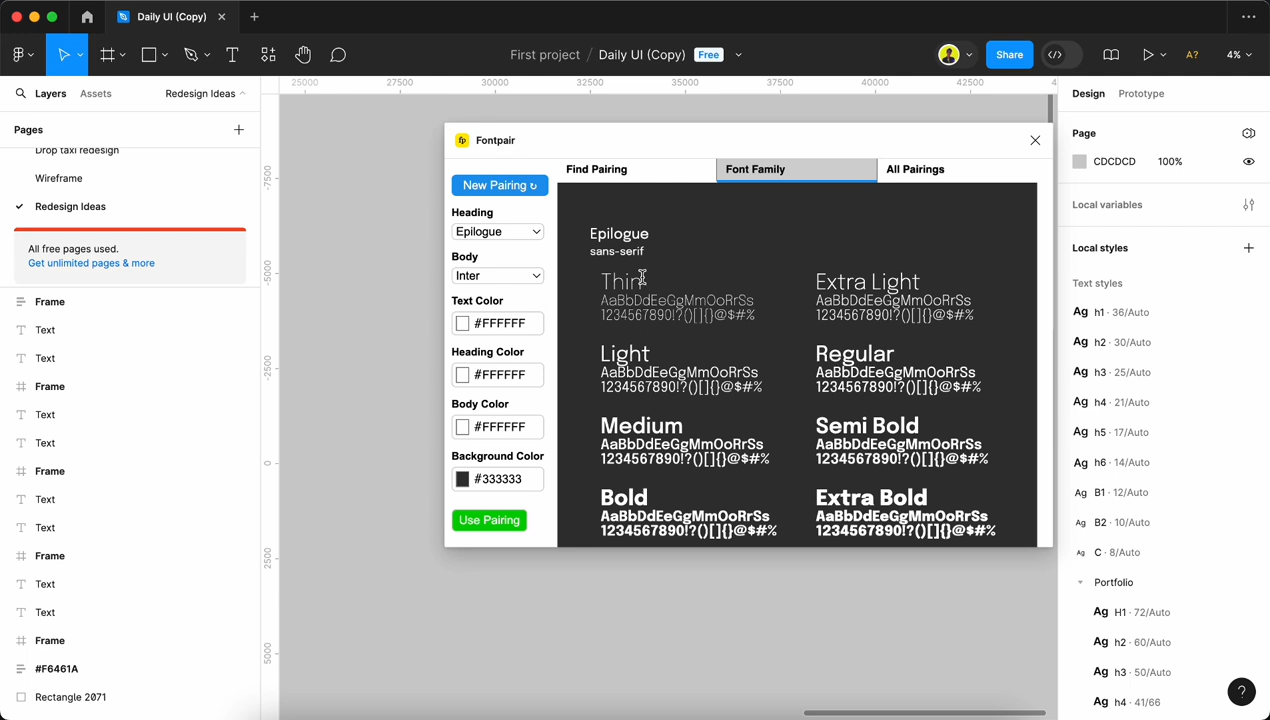 Daily UI (Copy)
First project / Daily UI (Copy) Free
Share
A?
4%
Layers
Assets
Redesign Ideas
25000 27500 30000 32500 35000 37500 40000 42500
Design
Prototype
Pages
Drop taxi redesign
Wireframe
Redesign Ideas
All free pages used.
Get unlimited pages & more
Frame
Text
Text
Frame
Text
Text
Frame
Text
Text
Frame
Text
Text
Frame
#F6461A
Rectangle 2071
-7500
-5000
-2500
0
2500
5000
fp Fontpair
Find Pairing
Font Family
All Pairings
New Pairing ↻
Heading
Epilogue
Body
Inter
Text Color
#FFFFFF
Heading Color
#FFFFFF
Body Color
#FFFFFF
Background Color
#333333
Use Pairing
Epilogue
sans-serif
Thin
AaBbDdEeGgMmOoRrSs
1234567890!?()[]{}@$#%
Extra Light
AaBbDdEeGgMmOoRrSs
1234567890!?()[]{}@$#%
Light
AaBbDdEeGgMmOoRrSs
1234567890!?()[]{}@$#%
Regular
AaBbDdEeGgMmOoRrSs
1234567890!?()[]{}@$#%
Medium
AaBbDdEeGgMmOoRrSs
1234567890!?()[]{}@$#%
Semi Bold
AaBbDdEeGgMmOoRrSs
1234567890!?()[]{}@$#%
Bold
AaBbDdEeGgMmOoRrSs
1234567890!?()[]{}@$#%
Extra Bold
AaBbDdEeGgMmOoRrSs
1234567890!?()[]{}@$#%
Page
CDCDCD 100%
Local variables
Local styles
Text styles
Ag h1 · 36/Auto
Ag h2 · 30/Auto
Ag h3 · 25/Auto
Ag h4 · 21/Auto
Ag h5 · 17/Auto
Ag h6 · 14/Auto
Ag B1 · 12/Auto
Ag B2 · 10/Auto
Ag C · 8/Auto
Portfolio
Ag H1 · 72/Auto
Ag h2 · 60/Auto
Ag h3 · 50/Auto
Ag h4 · 41/66
?